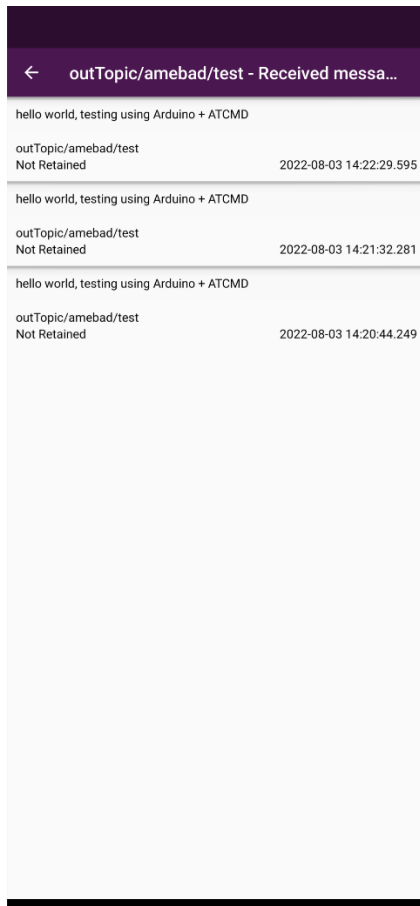 outTopic/amebad/test - Received messa...
hello world, testing using Arduino + ATCMD
outTopic/amebad/test
Not Retained 2022-08-03 14:22:29.595
hello world, testing using Arduino + ATCMD
outTopic/amebad/test
Not Retained 2022-08-03 14:21:32.281
hello world, testing using Arduino + ATCMD
outTopic/amebad/test
Not Retained 2022-08-03 14:20:44.249